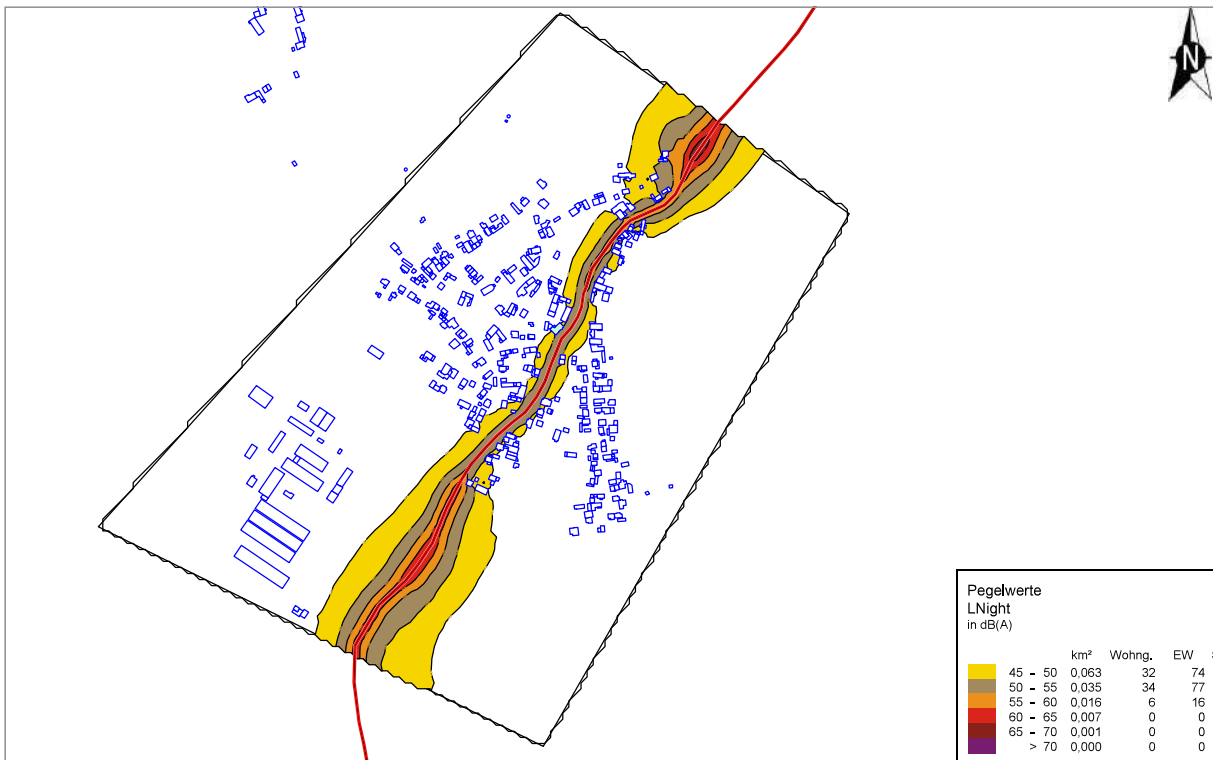 N
Pegelwerte
LNight
in dB(A)
km² Wohng. EW
45 - 50 0,063 32 74
50 - 55 0,035 34 77
55 - 60 0,016 6 16
60 - 65 0,007 0 0
65 - 70 0,001 0 0
> 70 0,000 0 0